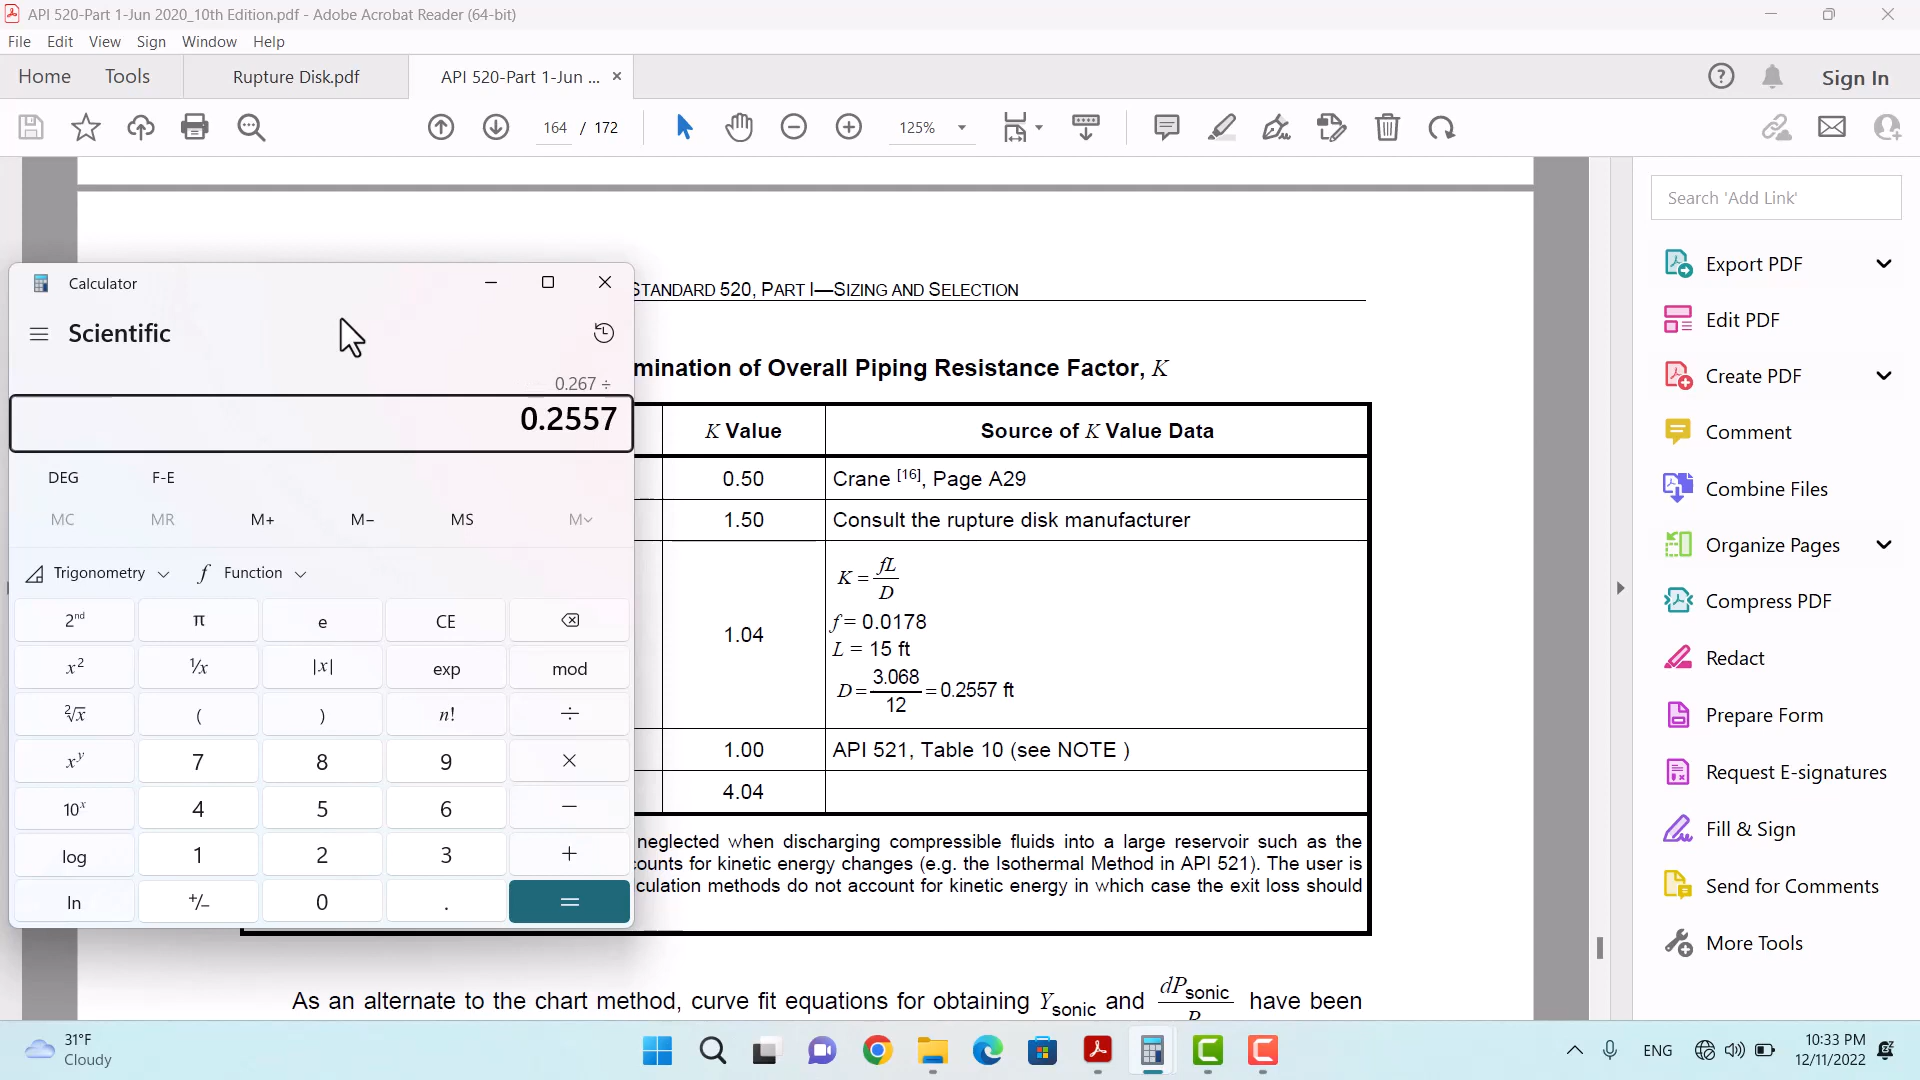 API 520-Part 1-Jun 2020_10th Edition.pdf - Adobe Acrobat Reader (64-bit)
File Edit View Sign Window Help
Home Tools Rupture Disk.pdf API 520-Part 1-Jun ... × Sign In
164 / 172 125%
Search 'Add Link'
Export PDF
Edit PDF
Create PDF
Comment
Combine Files
Organize Pages
Compress PDF
Redact
Prepare Form
Request E-signatures
Fill & Sign
Send for Comments
More Tools
Calculator
Scientific
0.267 ÷
0.2557
DEG F-E
MC MR M+ M− MS M
Trigonometry f Function
2ⁿᵈ π e CE
x² ¹/x |x| exp mod
²√x ( ) n! ÷
xʸ 7 8 9 ×
10ˣ 4 5 6 −
log 1 2 3 +
ln +/− 0 . =
STANDARD 520, PART I—SIZING AND SELECTION
mination of Overall Piping Resistance Factor, K
K Value Source of K Value Data
0.50 Crane [16], Page A29
1.50 Consult the rupture disk manufacturer
1.04 K = fL/D
f = 0.0178
L = 15 ft
D = 3.068/12 = 0.2557 ft
1.00 API 521, Table 10 (see NOTE )
4.04
neglected when discharging compressible fluids into a large reservoir such as the
ounts for kinetic energy changes (e.g. the Isothermal Method in API 521). The user is
culation methods do not account for kinetic energy in which case the exit loss should
As an alternate to the chart method, curve fit equations for obtaining Ysonic and dPsonic/P have been
31°F
Cloudy
ENG
10:33 PM
12/11/2022